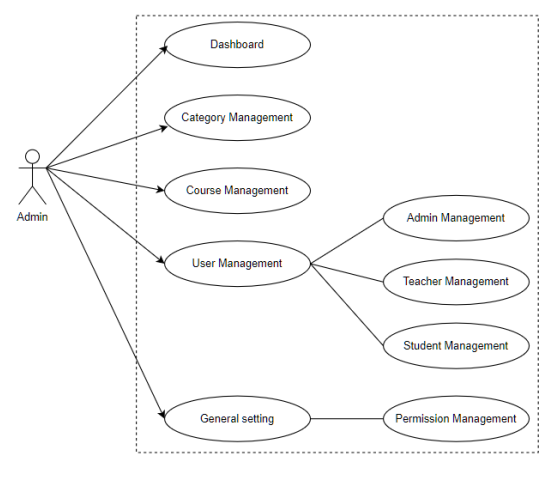 Dashboard
Category Management
Course Management
Admin
Admin Management
User Management
Teacher Management
Student Management
General setting
Permission Management